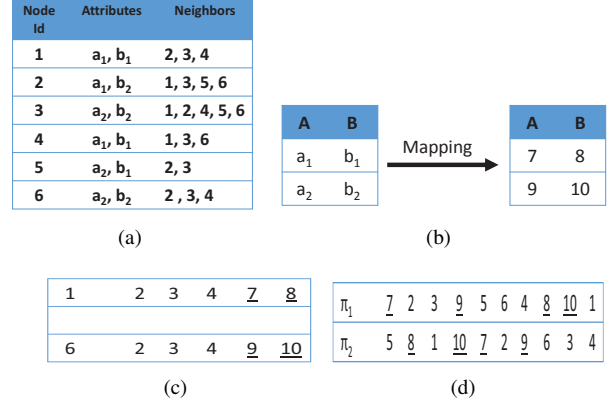 Node Id Attributes Neighbors
1 a₁, b₁ 2, 3, 4
2 a₁, b₂ 1, 3, 5, 6
3 a₂, b₂ 1, 2, 4, 5, 6
4 a₁, b₁ 1, 3, 6
5 a₂, b₁ 2, 3
6 a₂, b₂ 2 , 3, 4
(a)
A B
a₁ b₁
a₂ b₂
Mapping
A B
7 8
9 10
(b)
1 2 3 4 7 8
6 2 3 4 9 10
(c)
π₁ 7 2 3 9 5 6 4 8 10 1
π₂ 5 8 1 10 7 2 9 6 3 4
(d)